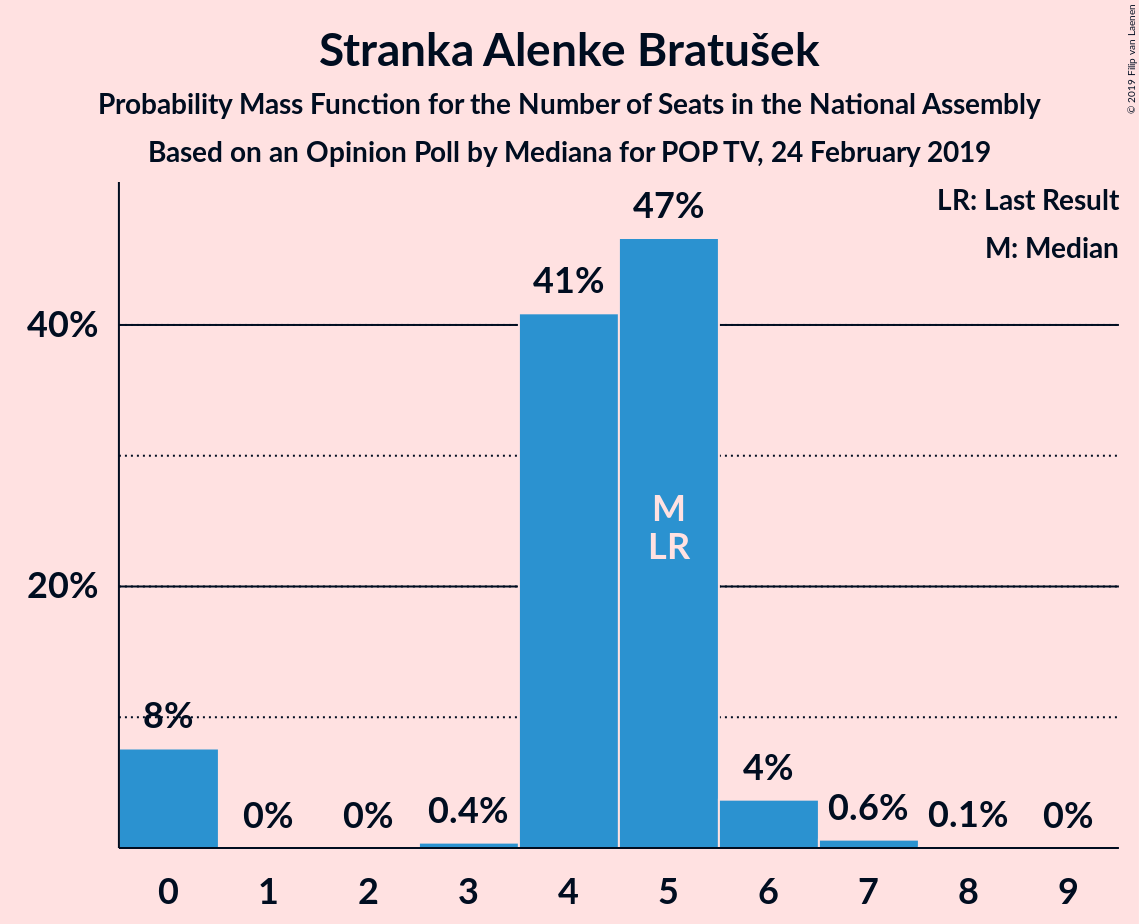 Stranka Alenke Bratušek
Probability Mass Function for the Number of Seats in the National Assembly
Based on an Opinion Poll by Mediana for POP TV, 24 February 2019
© 2019 Filip van Laenen
LR: Last Result
M: Median
47%
41%
40%
M
LR
20%
8%
0%
0%
0.4%
4%
0.6%
0.1%
0%
0 1 2 3 4 5 6 7 8 9